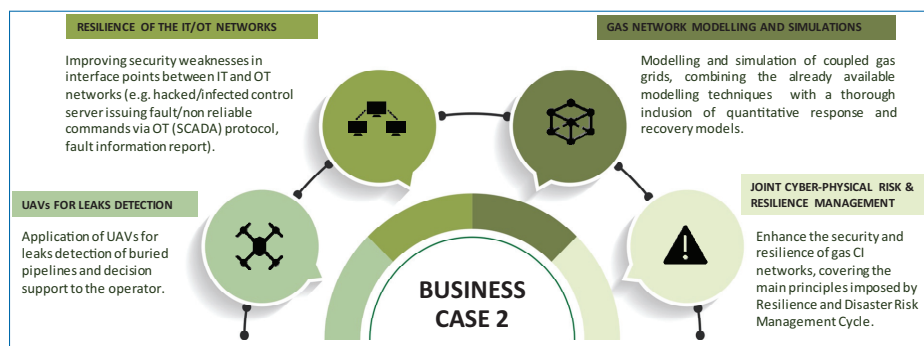 RESILIENCE OF THE IT/OT NETWORKS
Improving security weaknesses in
interface points between IT and OT
networks (e.g. hacked/infected control
server issuing fault/non reliable
commands via OT (SCADA) protocol,
fault information report).
GAS NETWORK MODELLING AND SIMULATIONS
Modelling and simulation of coupled gas
grids, combining the already available
modelling techniques with a thorough
inclusion of quantitative response and
recovery models.
UAVs FOR LEAKS DETECTION
Application of UAVs for
leaks detection of buried
pipelines and decision
support to the operator.
JOINT CYBER-PHYSICAL RISK &
RESILIENCE MANAGEMENT
Enhance the security and
resilience of gas CI
networks, covering the
main principles imposed by
Resilience and Disaster Risk
Management Cycle.
BUSINESS
CASE 2